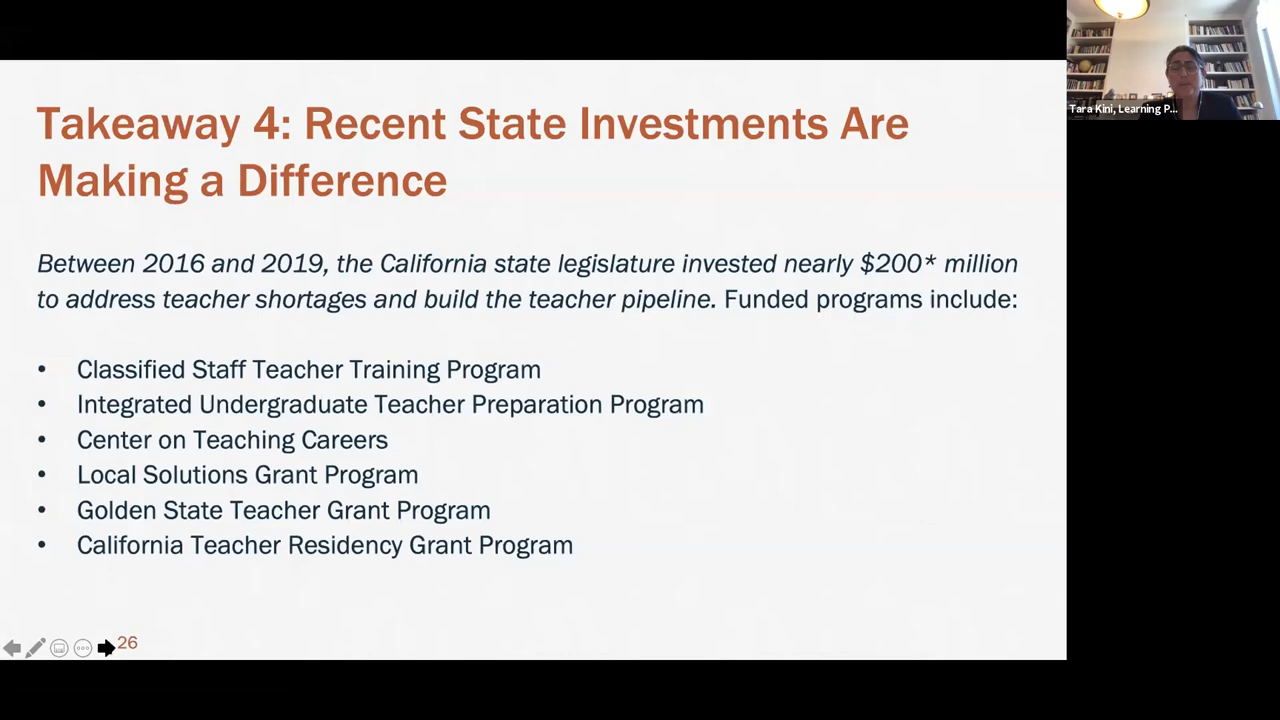 Takeaway 4: Recent State Investments Are
Making a Difference
Between 2016 and 2019, the California state legislature invested nearly $200* million
to address teacher shortages and build the teacher pipeline. Funded programs include:
• Classified Staff Teacher Training Program
• Integrated Undergraduate Teacher Preparation Program
• Center on Teaching Careers
• Local Solutions Grant Program
• Golden State Teacher Grant Program
• California Teacher Residency Grant Program
26
Tara Kini, Learning P...